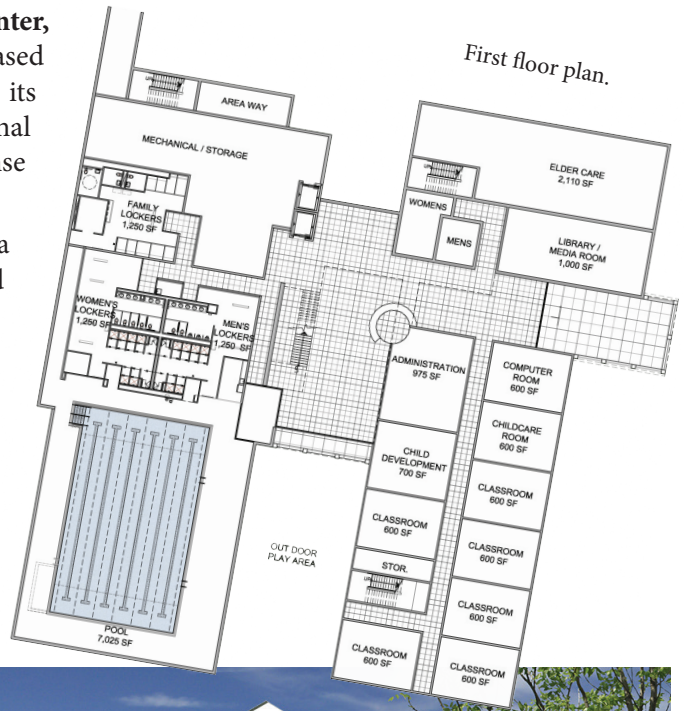 nter,
ased
its
nal
nse
a
d
First floor plan.
UP
AREA WAY
MECHANICAL / STORAGE
ELDER CARE
2,110 SF
WOMENS
MENS
LIBRARY /
MEDIA ROOM
1,000 SF
FAMILY
LOCKERS
1,250 SF
WOMEN'S
LOCKERS
1,250 SF
MEN'S
LOCKERS
1,250 SF
ADMINISTRATION
975 SF
COMPUTER
ROOM
600 SF
CHILDCARE
ROOM
600 SF
CHILD
DEVELOPMENT
700 SF
CLASSROOM
600 SF
CLASSROOM
600 SF
CLASSROOM
600 SF
OUT DOOR
PLAY AREA
STOR.
CLASSROOM
600 SF
CLASSROOM
600 SF
CLASSROOM
600 SF
POOL
7,025 SF